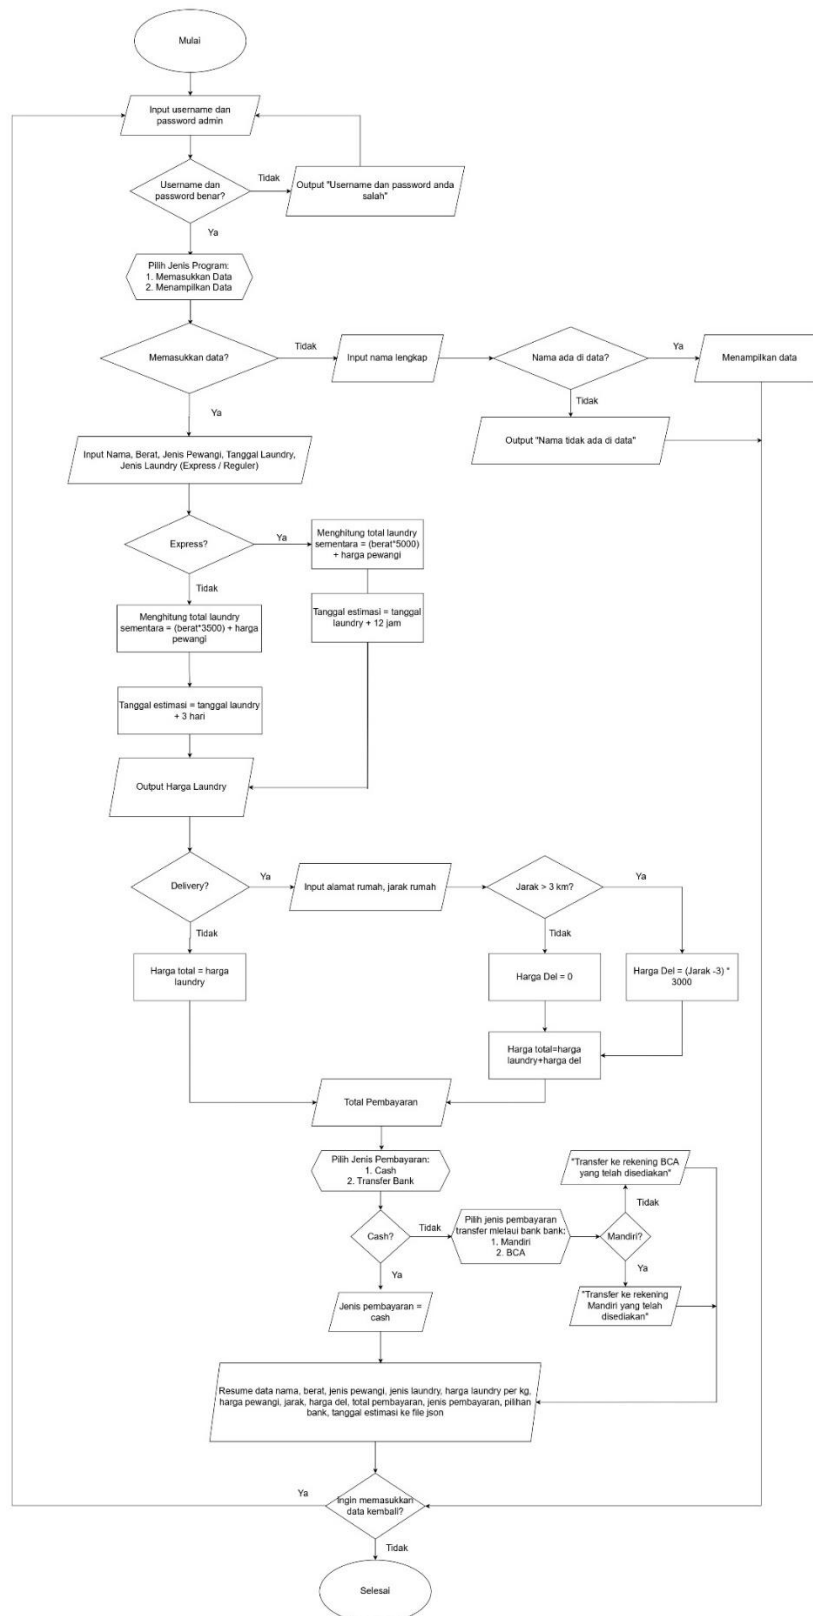 Mulai
Input username dan
password admin
Username dan
password benar?
Tidak
Output "Username dan password anda
salah"
Ya
Pilih Jenis Program:
1. Memasukkan Data
2. Menampilkan Data
Memasukkan data?
Tidak
Input nama lengkap
Nama ada di data?
Ya
Menampilkan data
Tidak
Output "Nama tidak ada di data"
Ya
Input Nama, Berat, Jenis Pewangi, Tanggal Laundry,
Jenis Laundry (Express / Reguler)
Express?
Ya
Menghitung total laundry
sementara = (berat*5000)
+ harga pewangi
Tidak
Menghitung total laundry
sementara = (berat*3500) + harga
pewangi
Tanggal estimasi = tanggal
laundry + 12 jam
Tanggal estimasi = tanggal laundry
+ 3 hari
Output Harga Laundry
Delivery?
Ya
Input alamat rumah, jarak rumah
Jarak > 3 km?
Ya
Tidak
Tidak
Harga total = harga
laundry
Harga Del = 0
Harga Del = (Jarak -3) *
3000
Harga total=harga
laundry+harga del
Total Pembayaran
Pilih Jenis Pembayaran:
1. Cash
2. Transfer Bank
"Transfer ke rekening BCA
yang telah disediakan"
Tidak
Cash?
Tidak
Pilih jenis pembayaran
transfer mlelaui bank bank:
1. Mandiri
2. BCA
Mandiri?
Ya
Ya
Jenis pembayaran =
cash
"Transfer ke rekening
Mandiri yang telah
disediakan"
Resume data nama, berat, jenis pewangi, jenis laundry, harga laundry per kg,
harga pewangi, jarak, harga del, total pembayaran, jenis pembayaran, pilihan
bank, tanggal estimasi ke file json
Ya
Ingin memasukkan
data kembali?
Tidak
Selesai